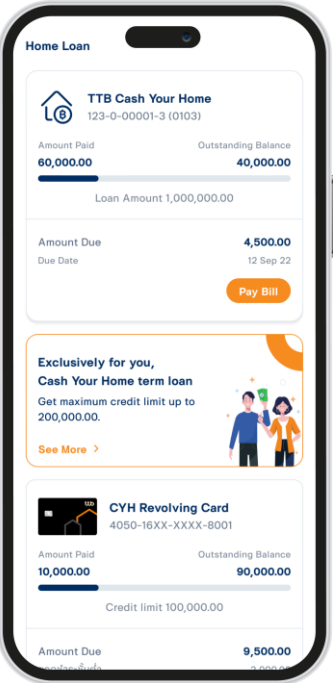 Home Loan
TTB Cash Your Home
123-0-00001-3 (0103)
Amount Paid Outstanding Balance
60,000.00 40,000.00
Loan Amount 1,000,000.00
Amount Due 4,500.00
Due Date 12 Sep 22
Pay Bill
Exclusively for you,
Cash Your Home term loan
Get maximum credit limit up to
200,000.00.
See More
ttb
CYH Revolving Card
4050-16XX-XXXX-8001
Amount Paid Outstanding Balance
10,000.00 90,000.00
Credit limit 100,000.00
Amount Due 9,500.00